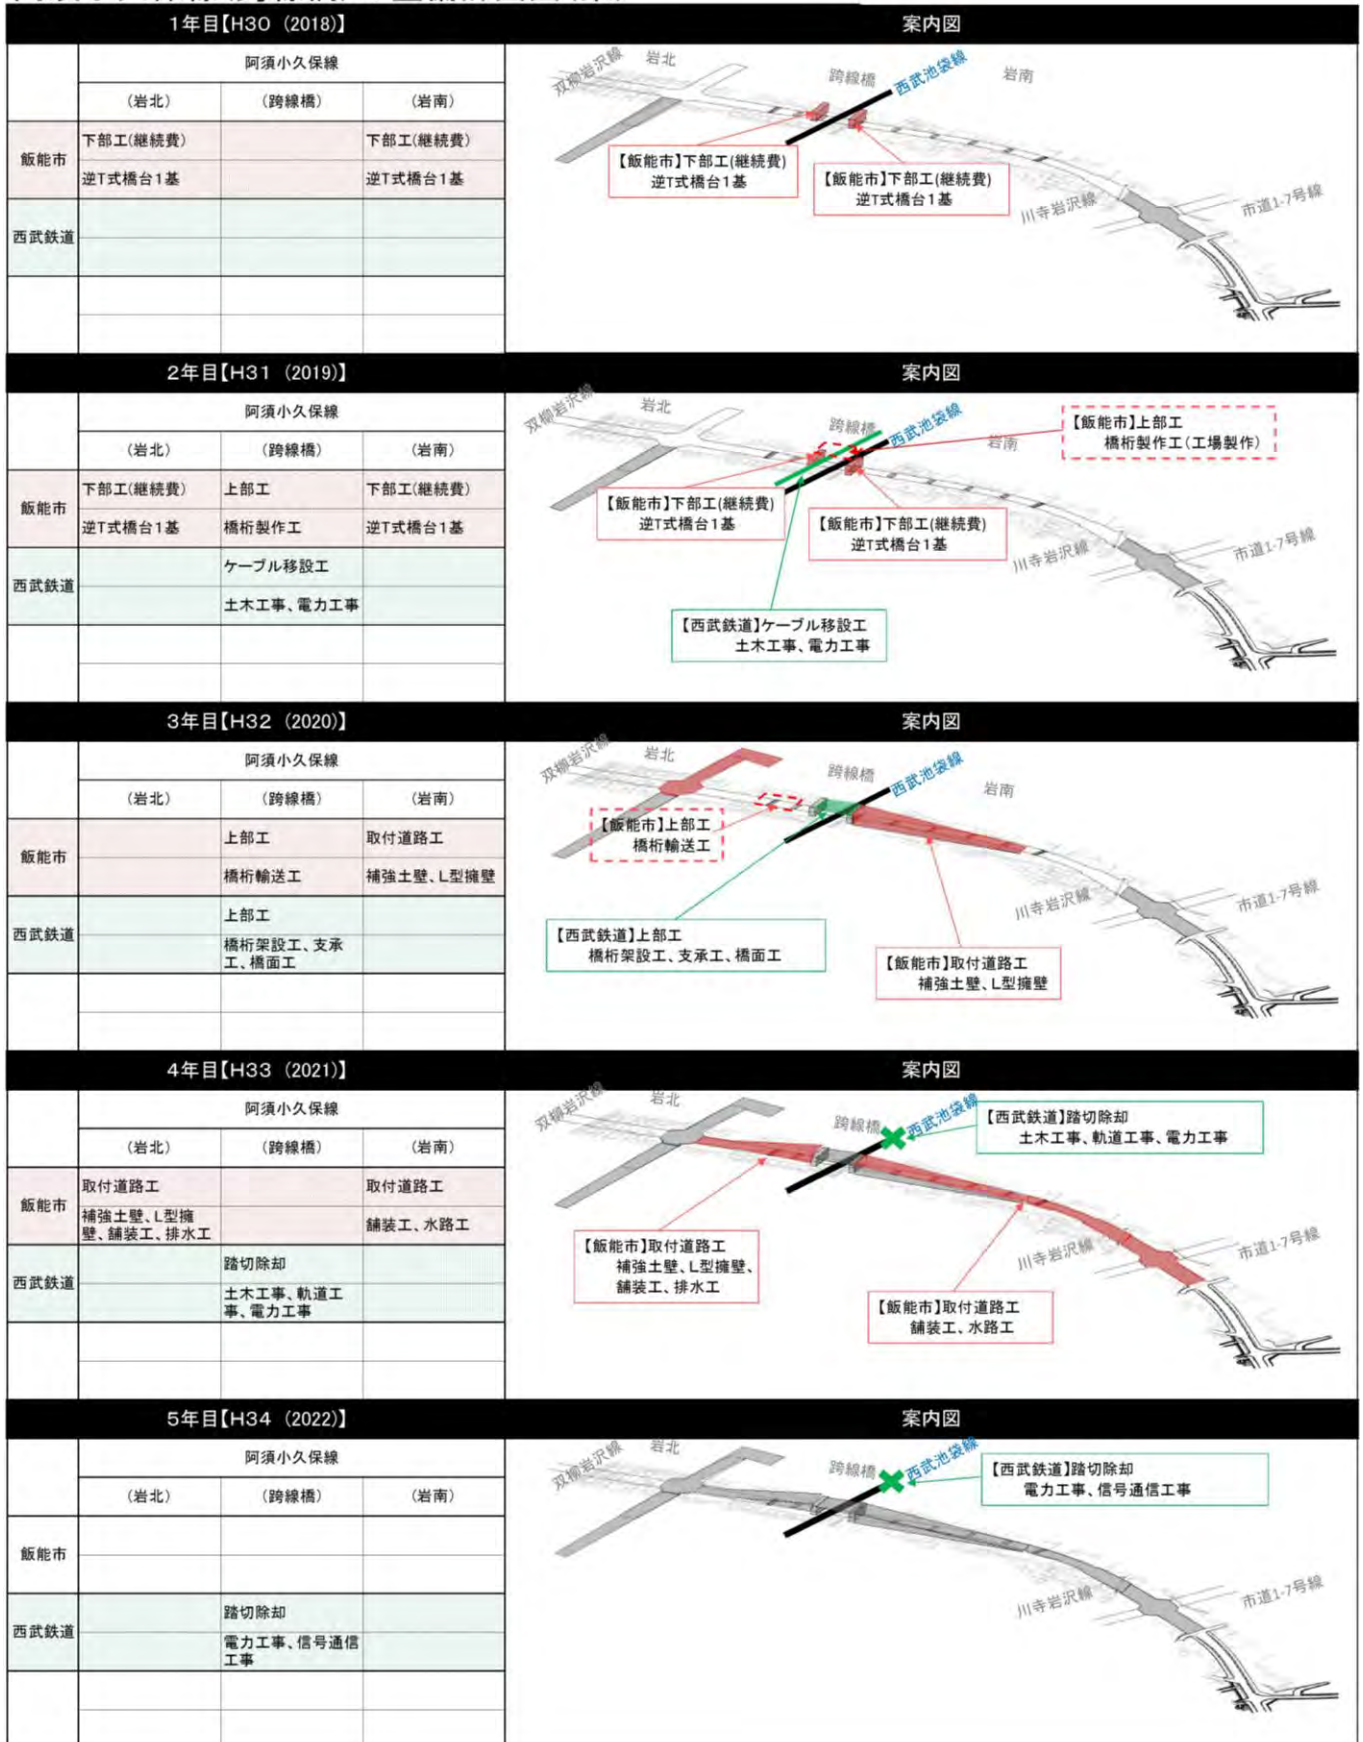 1年目【H30 (2018)】
案内図
阿須小久保線
(岩北)
(跨線橋)
(岩南)
飯能市
下部工(継続費)
下部工(継続費)
逆T式橋台1基
逆T式橋台1基
西武鉄道
双柳岩沢線
岩北
跨線橋
西武池袋線
岩南
【飯能市】下部工(継続費)
逆T式橋台1基
【飯能市】下部工(継続費)
逆T式橋台1基
川寺岩沢線
市道1-7号線
2年目【H31 (2019)】
案内図
阿須小久保線
(岩北)
(跨線橋)
(岩南)
飯能市
下部工(継続費)
上部工
下部工(継続費)
逆T式橋台1基
橋桁製作工
逆T式橋台1基
西武鉄道
ケーブル移設工
土木工事、電力工事
双柳岩沢線
岩北
跨線橋
西武池袋線
岩南
【飯能市】上部工
橋桁製作工(工場製作)
【飯能市】下部工(継続費)
逆T式橋台1基
【飯能市】下部工(継続費)
逆T式橋台1基
川寺岩沢線
市道1-7号線
【西武鉄道】ケーブル移設工
土木工事、電力工事
3年目【H32 (2020)】
案内図
阿須小久保線
(岩北)
(跨線橋)
(岩南)
飯能市
上部工
取付道路工
橋桁輸送工
補強土壁、L型擁壁
西武鉄道
上部工
橋桁架設工、支承
工、橋面工
双柳岩沢線
岩北
跨線橋
西武池袋線
岩南
【飯能市】上部工
橋桁輸送工
川寺岩沢線
市道1-7号線
【西武鉄道】上部工
橋桁架設工、支承工、橋面工
【飯能市】取付道路工
補強土壁、L型擁壁
4年目【H33 (2021)】
案内図
阿須小久保線
(岩北)
(跨線橋)
(岩南)
飯能市
取付道路工
取付道路工
補強土壁、L型擁
壁、舗装工、排水工
舗装工、水路工
西武鉄道
踏切除却
土木工事、軌道工
事、電力工事
双柳岩沢線
岩北
跨線橋
西武池袋線
【西武鉄道】踏切除却
土木工事、軌道工事、電力工事
【飯能市】取付道路工
補強土壁、L型擁壁、
舗装工、排水工
川寺岩沢線
市道1-7号線
【飯能市】取付道路工
舗装工、水路工
5年目【H34 (2022)】
案内図
阿須小久保線
(岩北)
(跨線橋)
(岩南)
飯能市
西武鉄道
踏切除却
電力工事、信号通信
工事
双柳岩沢線
岩北
跨線橋
西武池袋線
【西武鉄道】踏切除却
電力工事、信号通信工事
川寺岩沢線
市道1-7号線